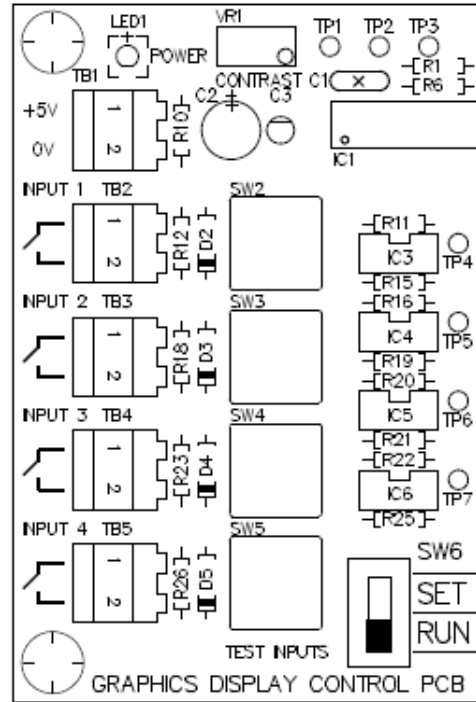 LED1
POWER
VR1
TP1 TP2 TP3
TB1
CONTRAST
C1
R1
R6
+5V
0V
1
2
R10
C2
C3
IC1
INPUT 1 TB2
1
2
R12
D2
SW2
R11
IC3
TP4
R15
INPUT 2 TB3
1
2
R18
D3
SW3
R16
IC4
TP5
R19
INPUT 3 TB4
1
2
R23
D4
SW4
R20
IC5
TP6
R21
INPUT 4 TB5
1
2
R26
D5
SW5
R22
IC6
TP7
R25
SW6
SET
RUN
TEST INPUTS
GRAPHICS DISPLAY CONTROL PCB